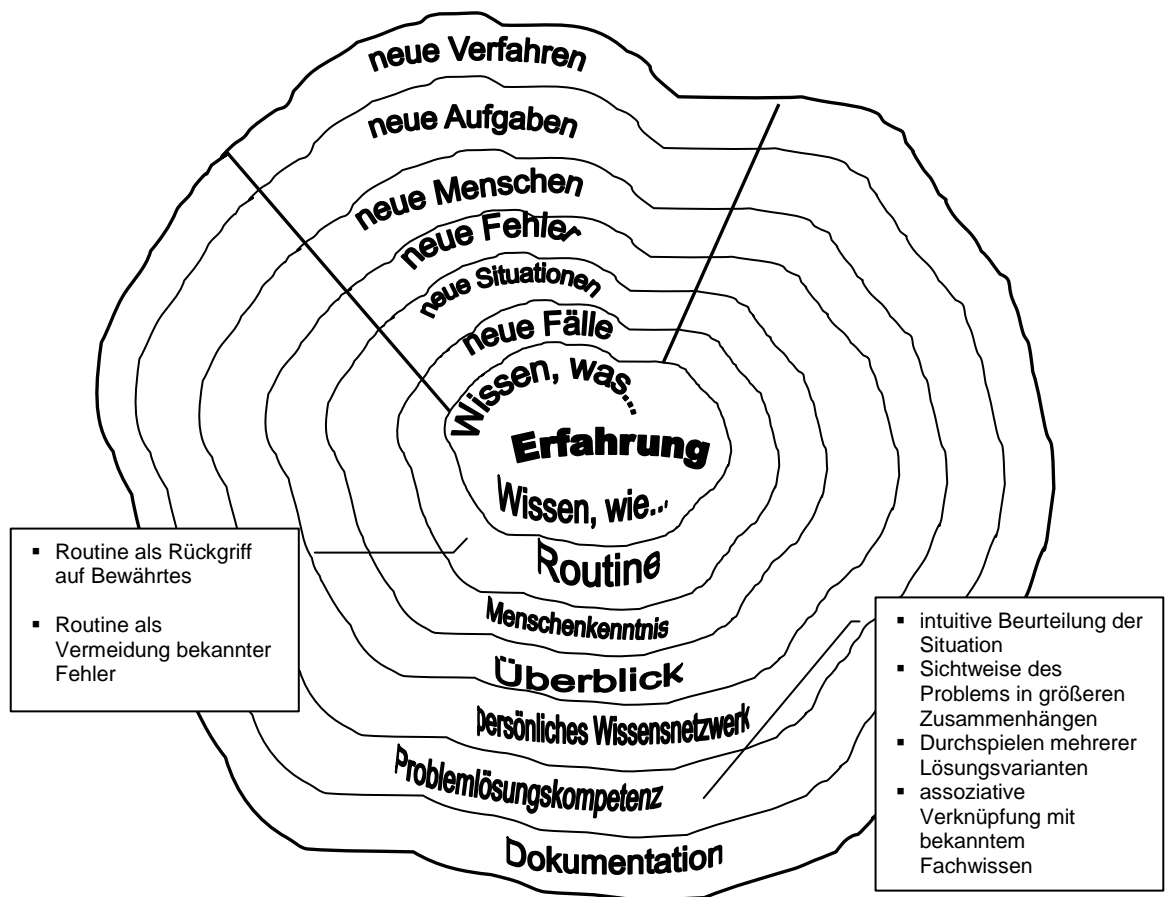 neue Verfahren
neue Aufgaben
neue Menschen
neue Fehler
neue Situationen
neue Fälle
Wissen, was...
Erfahrung
Wissen, wie...
Routine
Menschenkenntnis
Überblick
persönliches Wissensnetzwerk
Problemlösungskompetenz
Dokumentation
▪ Routine als Rückgriff
auf Bewährtes
▪ Routine als
Vermeidung bekannter
Fehler
▪ intuitive Beurteilung der
Situation
▪ Sichtweise des
Problems in größeren
Zusammenhängen
▪ Durchspielen mehrerer
Lösungsvarianten
▪ assoziative
Verknüpfung mit
bekanntem
Fachwissen